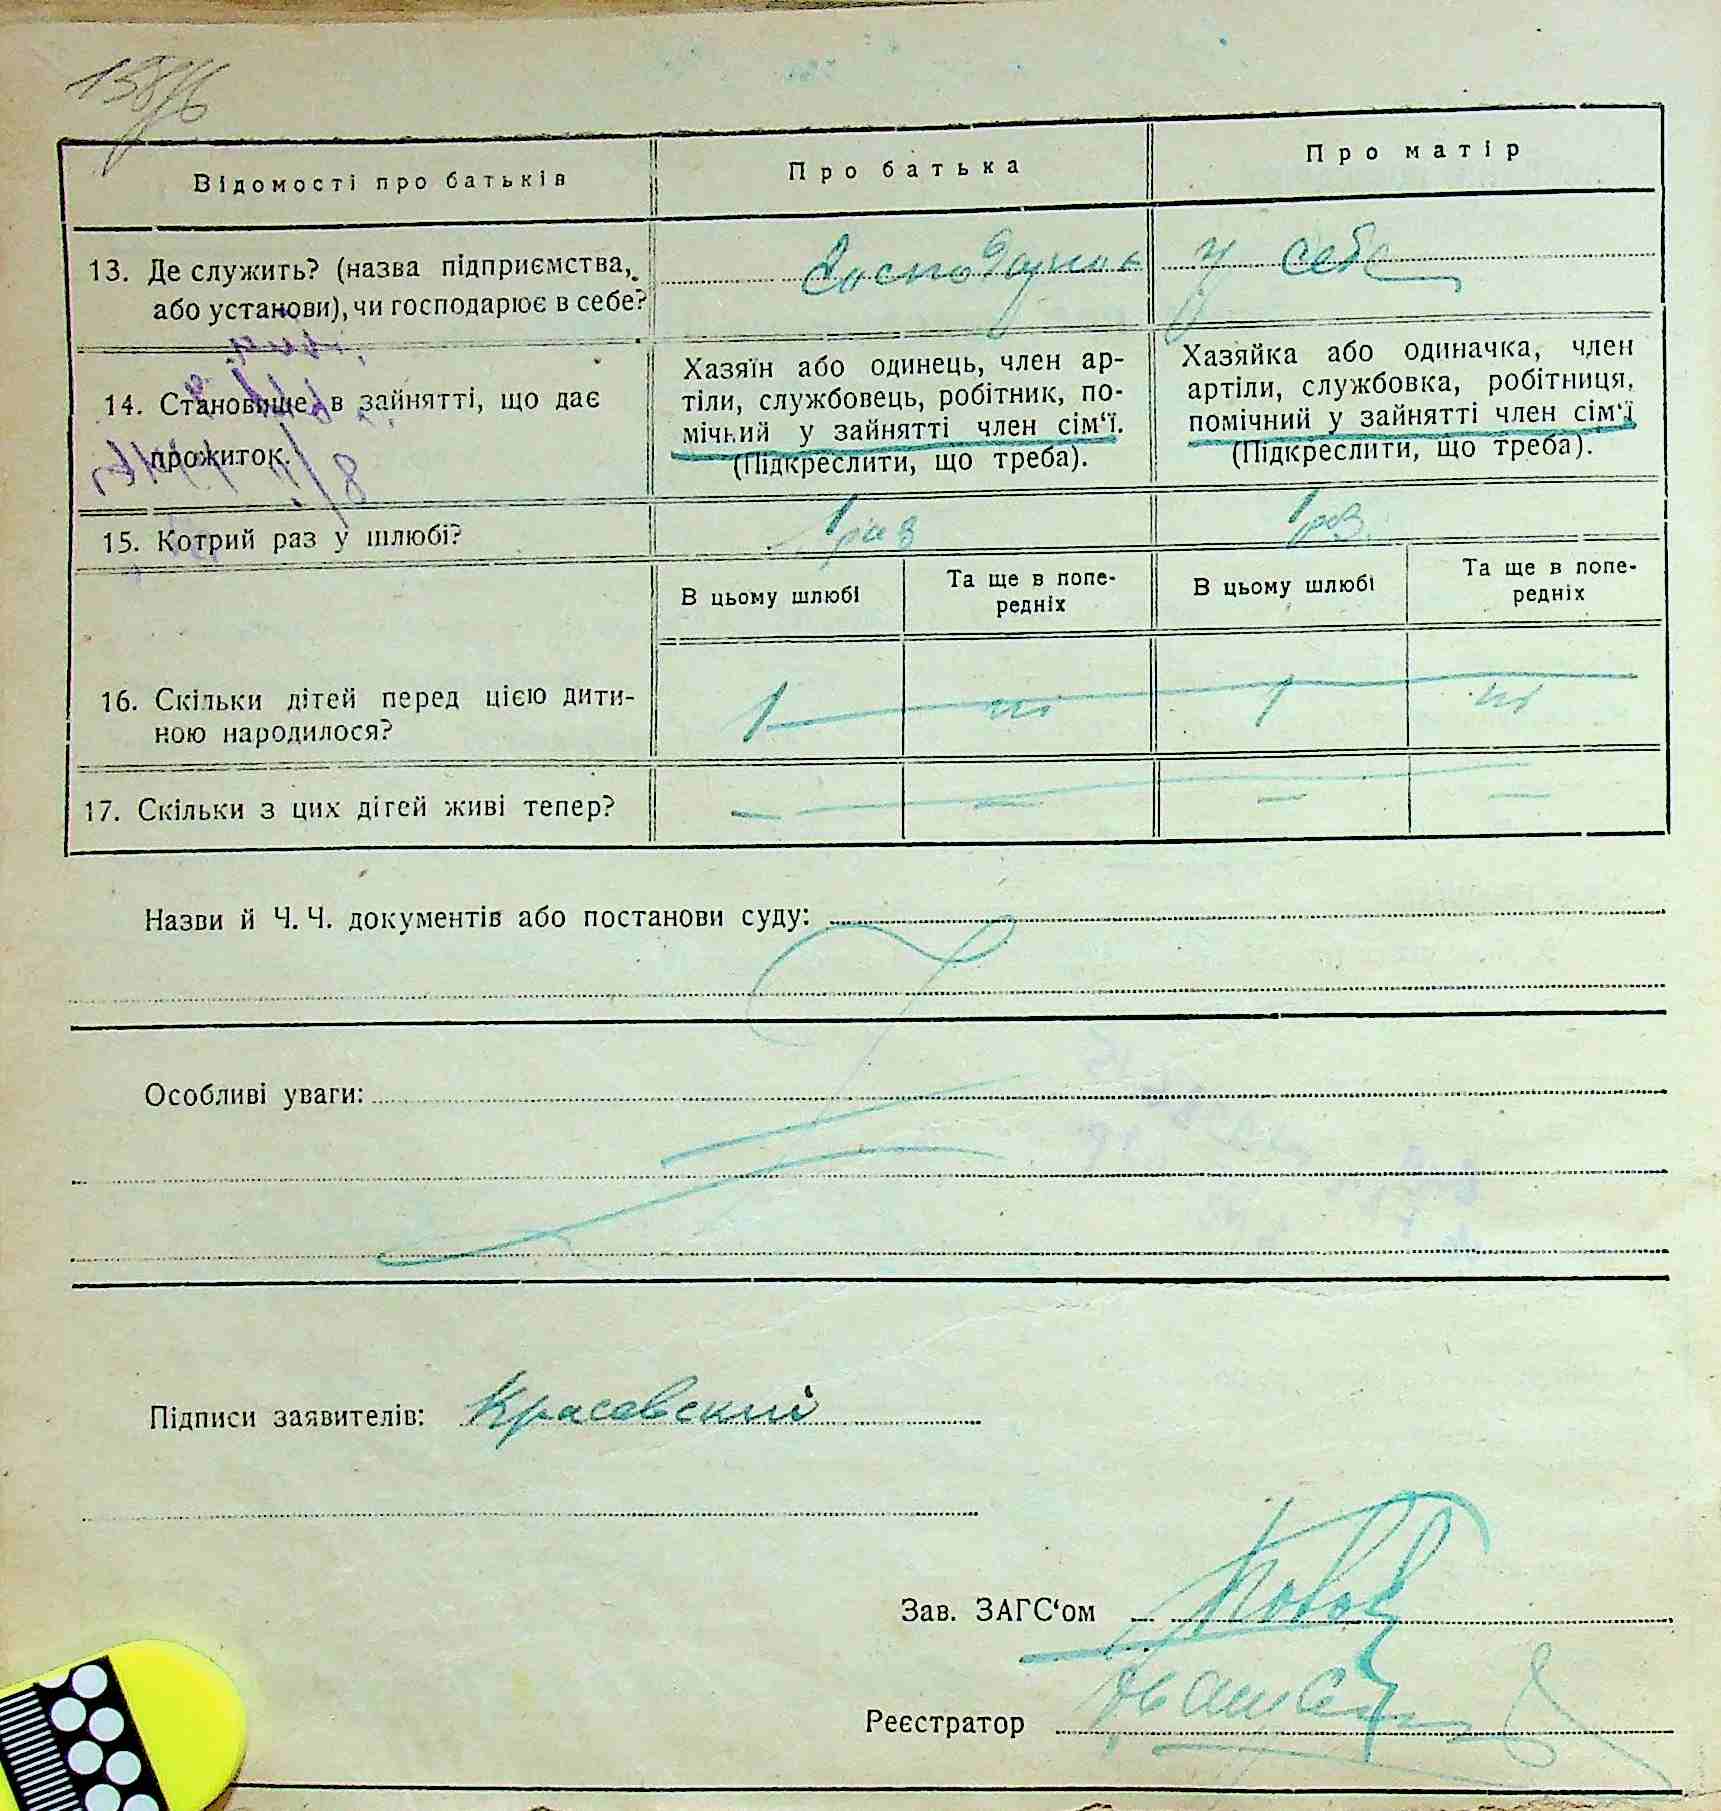 Відомості про батьків
Про батька
Про матір
13. Де служить? (назва підприємства,
або установи), чи господарює в себе?
Господарник у себе
14. Становище в зайнятті, що дає
прожиток.
Хазяїн або одинець, член ар-
тіли, службовець, робітник, по-
мічний у зайнятті член сім‘ї.
(Підкреслити, що треба).
Хазяйка або одиначка, член
артіли, службовка, робітниця,
помічний у зайнятті член сім‘ї
(Підкреслити, що треба).
15. Котрий раз у шлюбі?
1 раз
1 раз.
В цьому шлюбі
Та ще в попе-
редніх
В цьому шлюбі
Та ще в попе-
редніх
16. Скільки дітей перед цією дити-
ною народилося?
1 ні 1 ні
17. Скільки з цих дітей живі тепер?
— — — —
Назви й Ч. Ч. документів або постанови суду:
Особливі уваги:
Підписи заявителів: Красовский
Зав. ЗАГС‘ом
Реєстратор